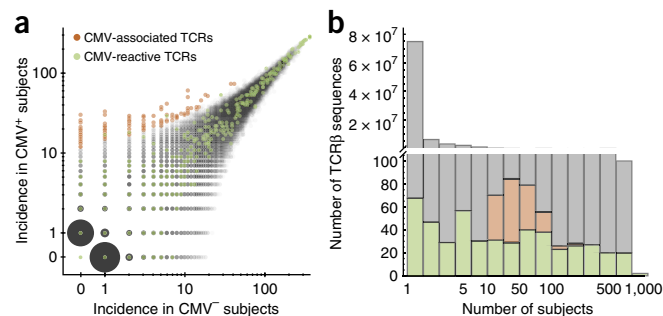 a
CMV-associated TCRs
CMV-reactive TCRs
Incidence in CMV+ subjects
100
10
1
0
0 1 10 100
Incidence in CMV− subjects
b
Number of TCRβ sequences
8 × 10⁷
6 × 10⁷
4 × 10⁷
2 × 10⁷
100
80
60
40
20
0
1 5 10 50 100 500 1,000
Number of subjects